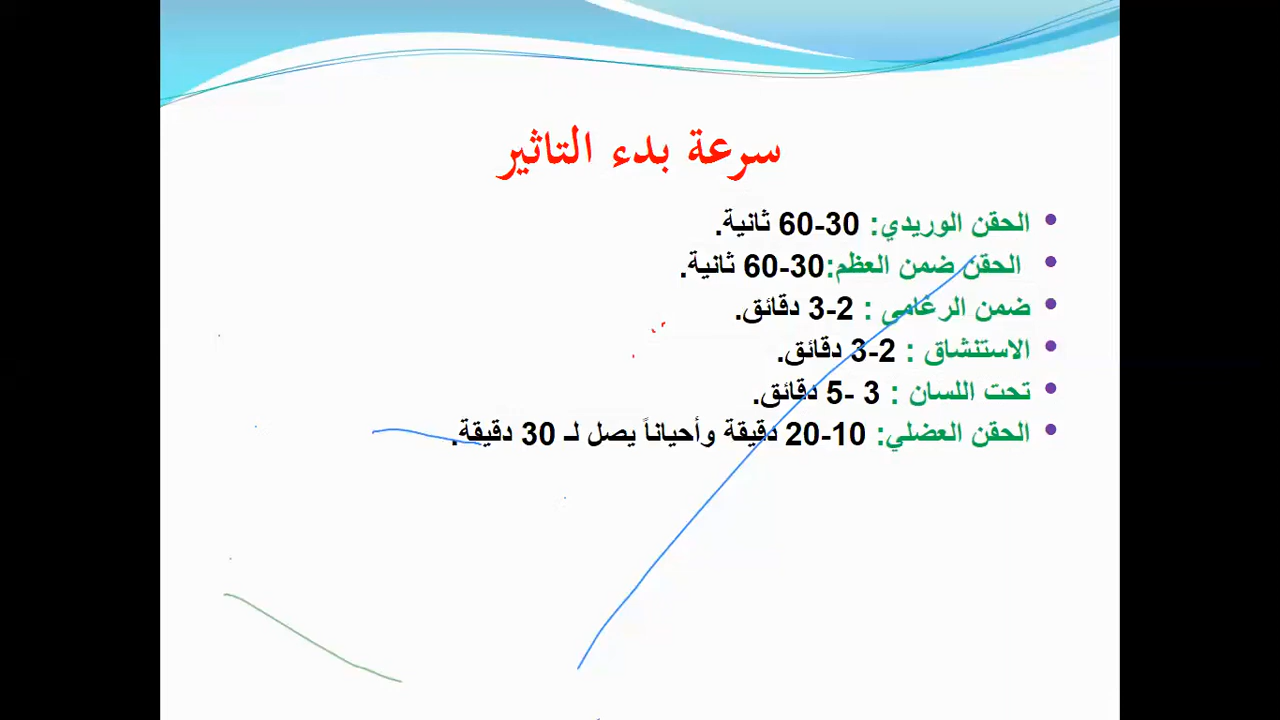 سرعة بدء التاثير
• الحقن الوريدي: 30-60 ثانية.
• الحقن ضمن العظم:30-60 ثانية.
• ضمن الرغامى : 2-3 دقائق.
• الاستنشاق : 2-3 دقائق.
• تحت اللسان : 3 -5 دقائق.
• الحقن العضلي: 10-20 دقيقة وأحياناً يصل لـ 30 دقيقة.